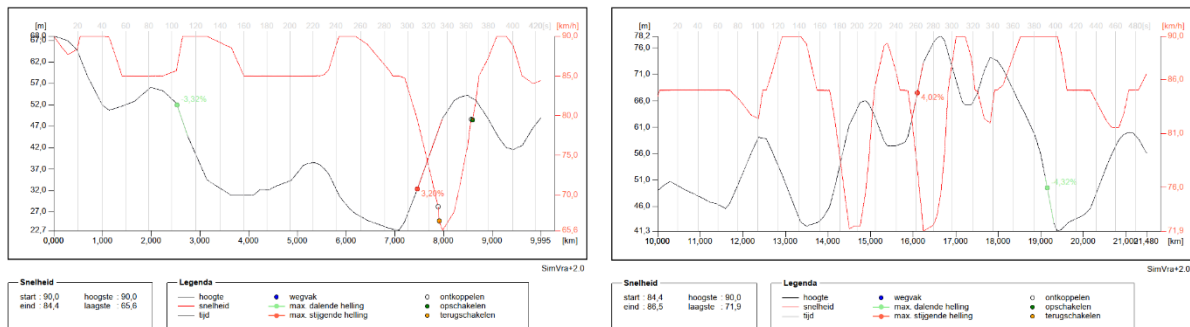 [m] 20 40 60 80 100 120 140 160 180 200 220 240 260 280 300 320 340 360 380 400 420[s] [km/h]
69,0 90,0
67,0
62,0
57,0 85,0
3,32%
52,0
47,0 80,0
42,0
37,0 75,0
32,0 3,20% 70,0
27,0
22,7 65,6
0,000 1,000 2,000 3,000 4,000 5,000 6,000 7,000 8,000 9,000 9,995
[km] [km]
SimVra+2.0
Snelheid
start : 90,0 hoogste : 90,0
eind : 84,4 laagste : 65,6
Legenda
hoogte wegvak ontkoppelen
snelheid max. dalende helling opschakelen
tijd max. stijgende helling terugschakelen
[m] 20 40 60 80 100 120 140 160 180 200 220 240 260 280 300 320 340 360 380 400 420 440 460 480[s] [km/h]
78,2 90,0
76,0
71,0 86,0
4,02%
66,0
61,0 81,0
56,0
51,0 4,32% 76,0
46,0
41,3 71,9
10,000 11,000 12,000 13,000 14,000 15,000 16,000 17,000 18,000 19,000 20,000 21,000 21,480
[km] [km]
SimVra+2.0
Snelheid
start : 84,4 hoogste : 90,0
eind : 86,5 laagste : 71,9
Legenda
hoogte wegvak ontkoppelen
snelheid max. dalende helling opschakelen
tijd max. stijgende helling terugschakelen